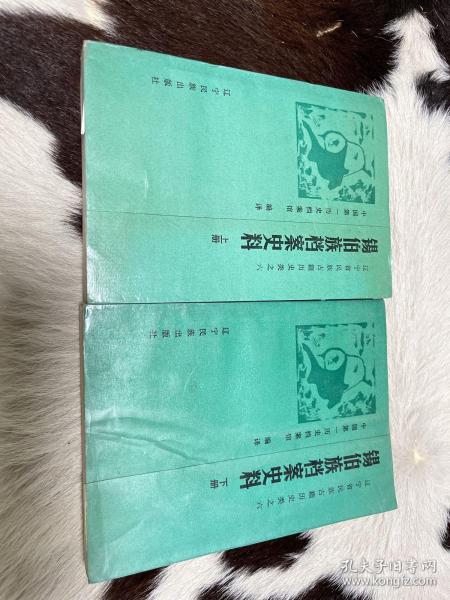 辽宁省民族古籍历史类之六
锡伯族档案史料
上册
中国第一历史档案馆 编译
辽宁民族出版社
辽宁省民族古籍历史类之六
锡伯族档案史料
下册
中国第一历史档案馆 编译
辽宁民族出版社
孔夫子旧书网
www.kongfz.com